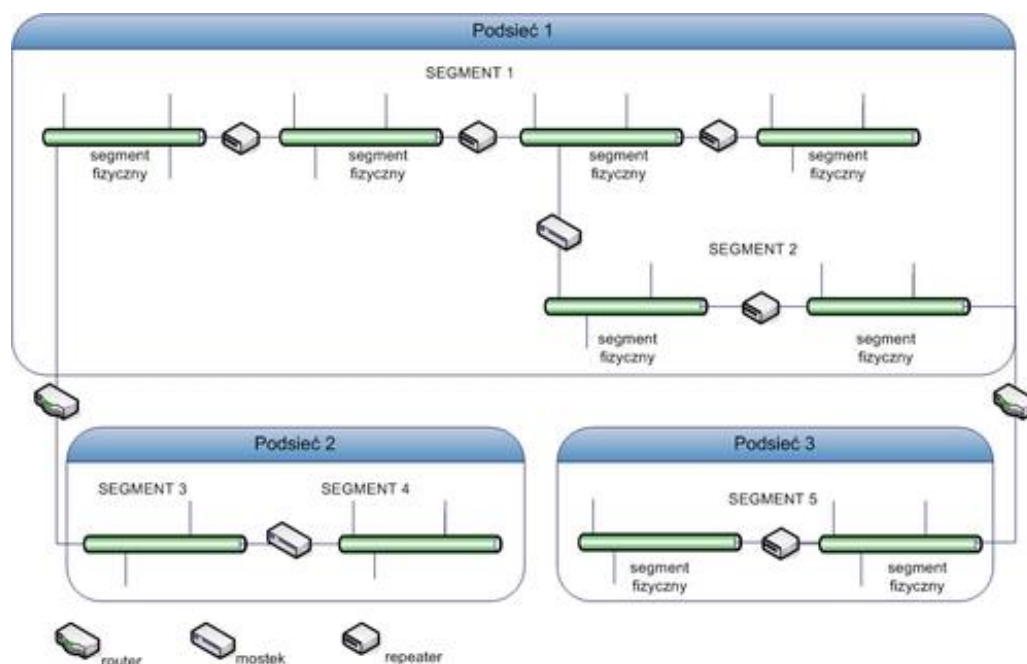 Podsieć 1
SEGMENT 1
segment
fizyczny
segment
fizyczny
segment
fizyczny
segment
fizyczny
SEGMENT 2
segment
fizyczny
segment
fizyczny
Podsieć 2
SEGMENT 3
SEGMENT 4
Podsieć 3
SEGMENT 5
segment
fizyczny
segment
fizyczny
router
mostek
repeater